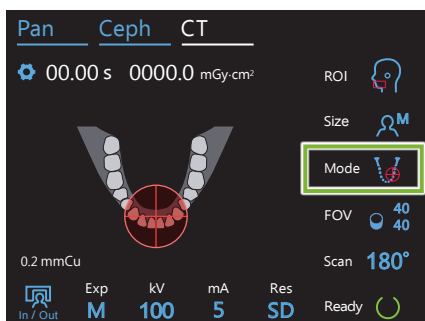 Pan Ceph CT
00.00 s 0000.0 mGy·cm²
ROI
Size M
Mode
FOV 40
40
0.2 mmCu
Scan 180°
Exp kV mA Res
In / Out M 100 5 SD
Ready